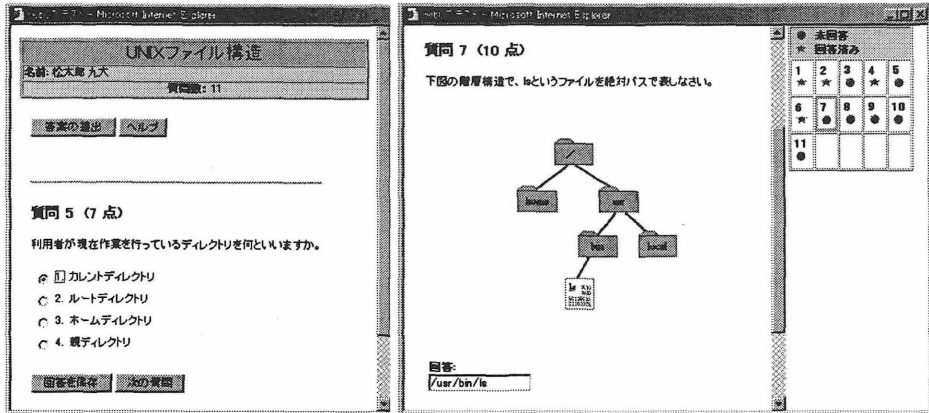 Microsoft Internet Explorer
UNIXファイル構造
名前: 松太郎 九大
質問数: 11
答案の提出 ヘルプ
質問 5 (7 点)
利用者が現在作業を行っているディレクトリを何といいますか。
1. カレントディレクトリ
2. ルートディレクトリ
3. ホームディレクトリ
4. 親ディレクトリ
回答を保存 次の質問
Microsoft Internet Explorer
質問 7 (10 点)
下図の階層構造で、lsというファイルを絶対パスで表しなさい。
/
home usr
bin local
ls
回答:
/usr/bin/ls
未回答
回答済み
1 2 3 4 5
6 7 8 9 10
11